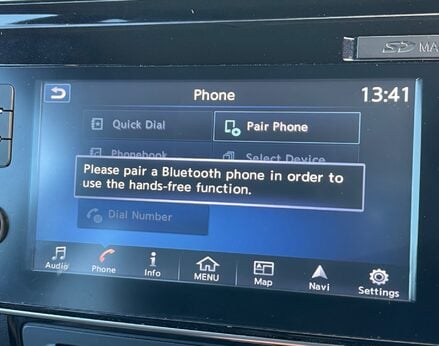 SD MA
Phone 13:41
Quick Dial Pair Phone
Phonebook Select Device
Please pair a Bluetooth phone in order to
use the hands-free function.
Dial Number
Audio Phone Info MENU Map Navi Settings